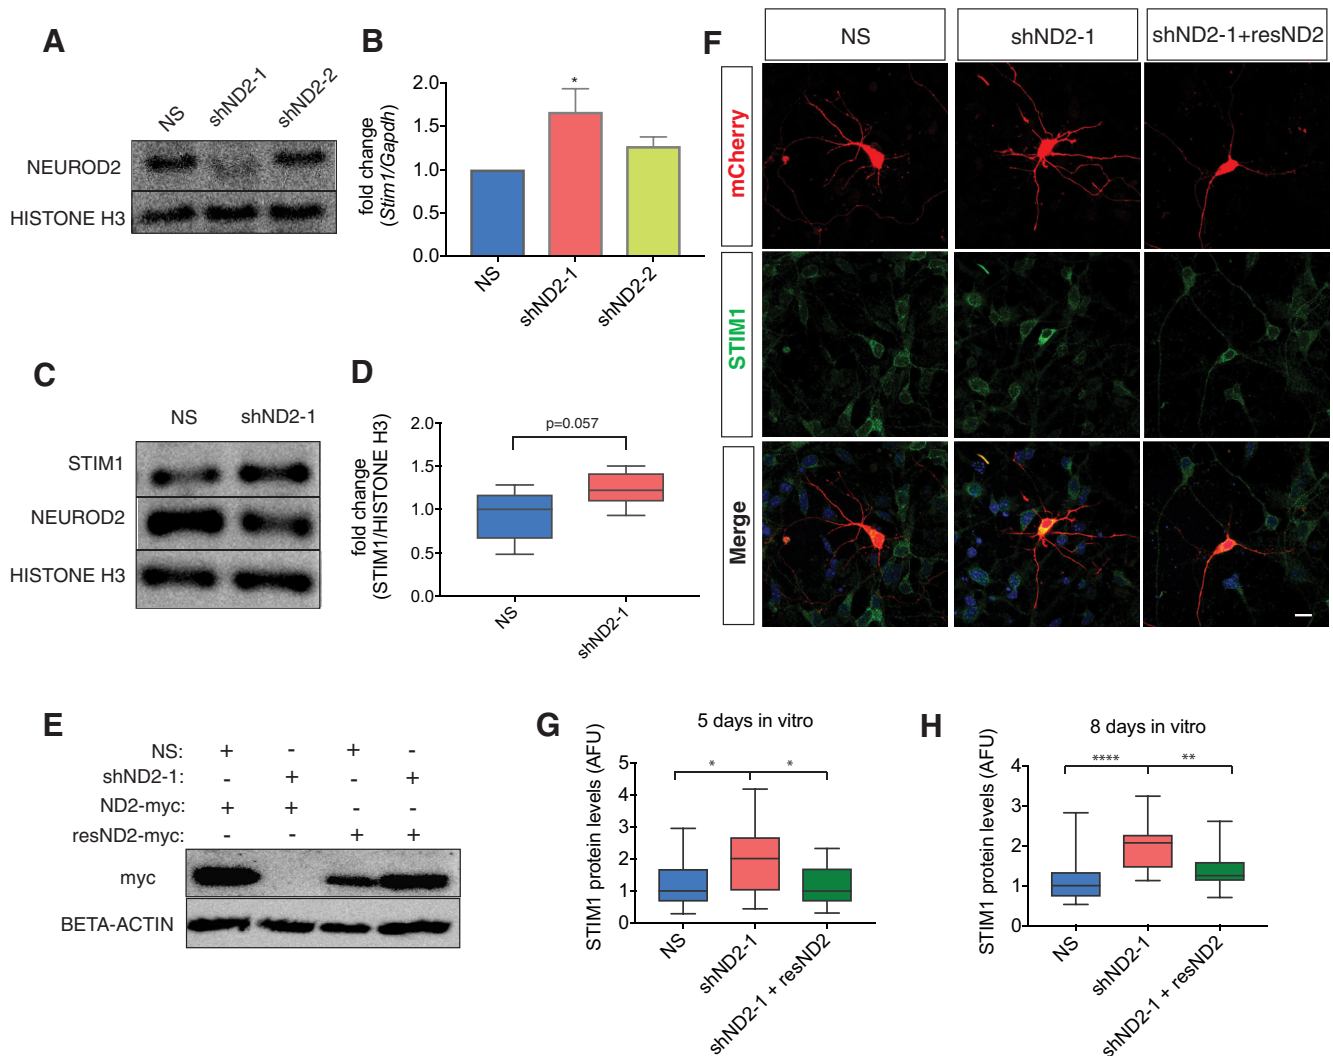 A
NS
shND2-1
shND2-2
NEUROD2
HISTONE H3
B
fold change
(Stim1/Gapdh)
2.0
1.5
1.0
0.5
0.0
*
NS
shND2-1
shND2-2
C
NS
shND2-1
STIM1
NEUROD2
HISTONE H3
D
fold change
(STIM1/HISTONE H3)
2.0
1.5
1.0
0.5
0.0
p=0.057
NS
shND2-1
E
NS: + - + -
shND2-1: - + - +
ND2-myc: + + - -
resND2-myc: - - + +
myc
BETA-ACTIN
F
NS
shND2-1
shND2-1+resND2
mCherry
STIM1
Merge
G
5 days in vitro
STIM1 protein levels (AFU)
5
4
3
2
1
0
*
*
NS
shND2-1
shND2-1 + resND2
H
8 days in vitro
STIM1 protein levels (AFU)
4
3
2
1
0
****
**
NS
shND2-1
shND2-1 + resND2